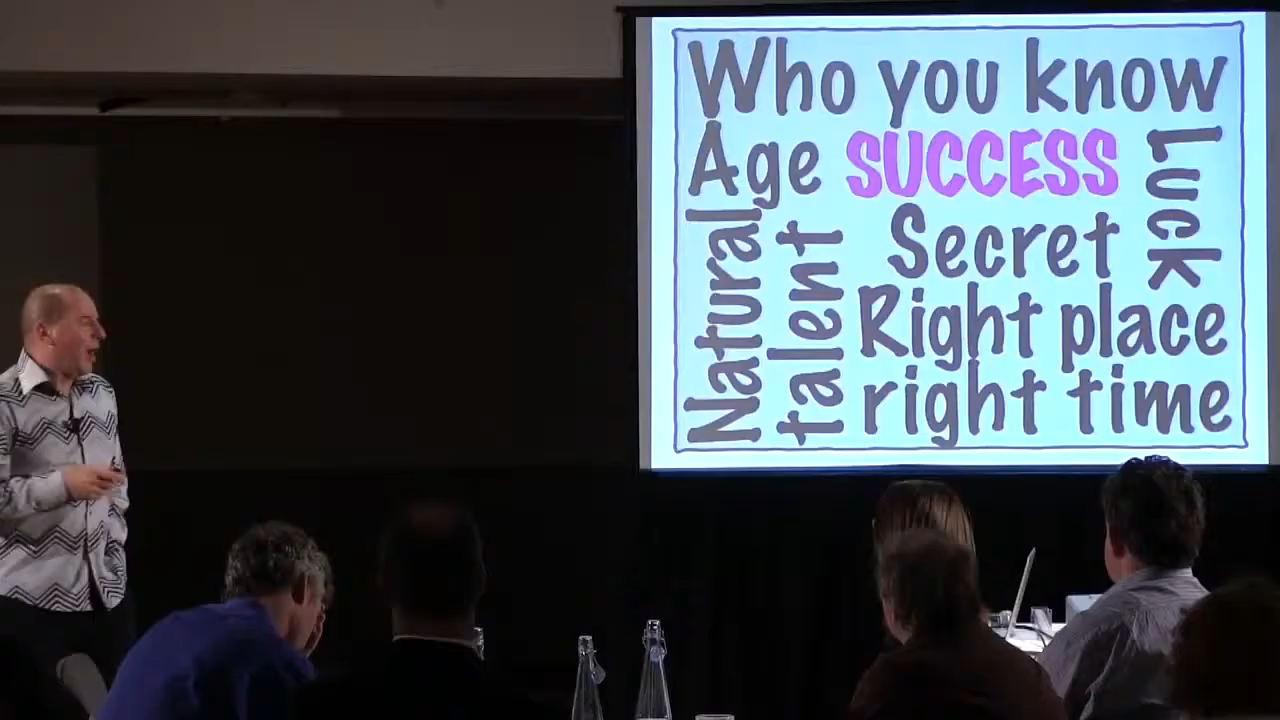 Who you know
Age SUCCESS
Luck
Natural
talent
Secret
Right place
right time